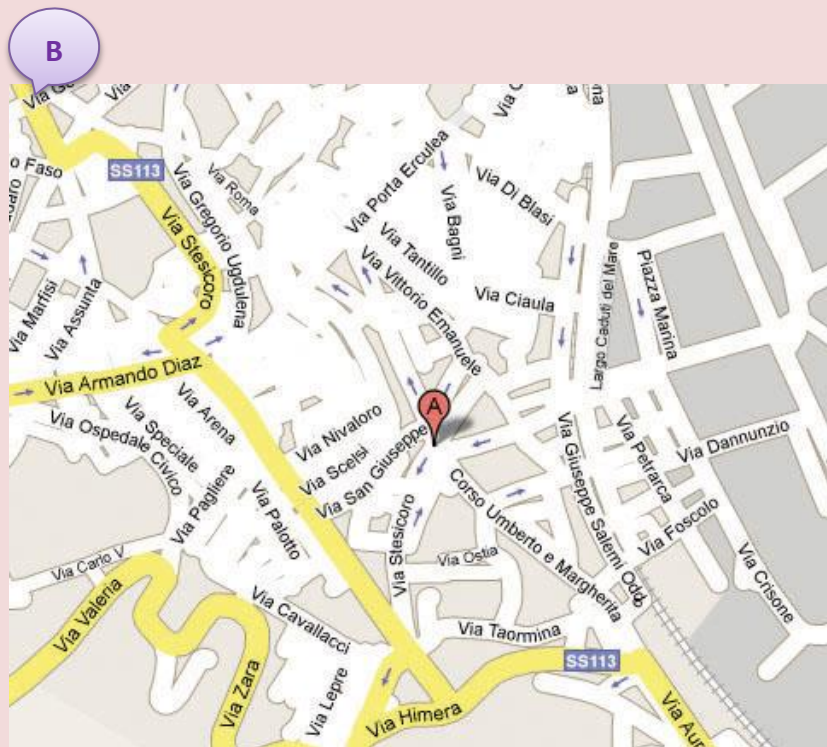 B
Via
o Faso
SS113
Via Roma
Via Gregorio Ugdulena
Via Stesicoro
Via Porta Erculea
Via Di Blasi
Via Bagni
Via Tantillo
Via Vittorio Emanuele
Via Ciaula
Largo Caduti del Mare
Piazza Marina
Via Marfisi
Via Assunta
Via Armando Diaz
Via Arena
Via Speciale
Via Ospedale Civico
Via Nivaloro
Via Scelsi
Via San Giuseppe
A
Via Pagliere
Via Palotto
Via Stesicoro
Corso Umberto e Margherita
Via Giuseppe Salemi Oddo
Via Petrarca
Via Dannunzio
Via Foscolo
Via Crisone
Via Ostia
Via Carlo V
Via Valeria
Via Cavallacci
Via Taormina
SS113
Via Zara
Via Lepre
Via Himera
Via Aur